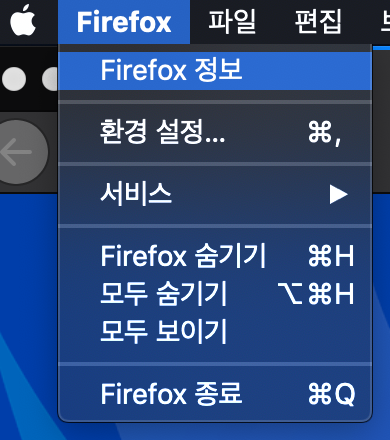 Firefox 파일 편집
Firefox 정보
환경 설정... ⌘,
서비스 ▶
Firefox 숨기기 ⌘H
모두 숨기기 ⌥⌘H
모두 보이기
Firefox 종료 ⌘Q